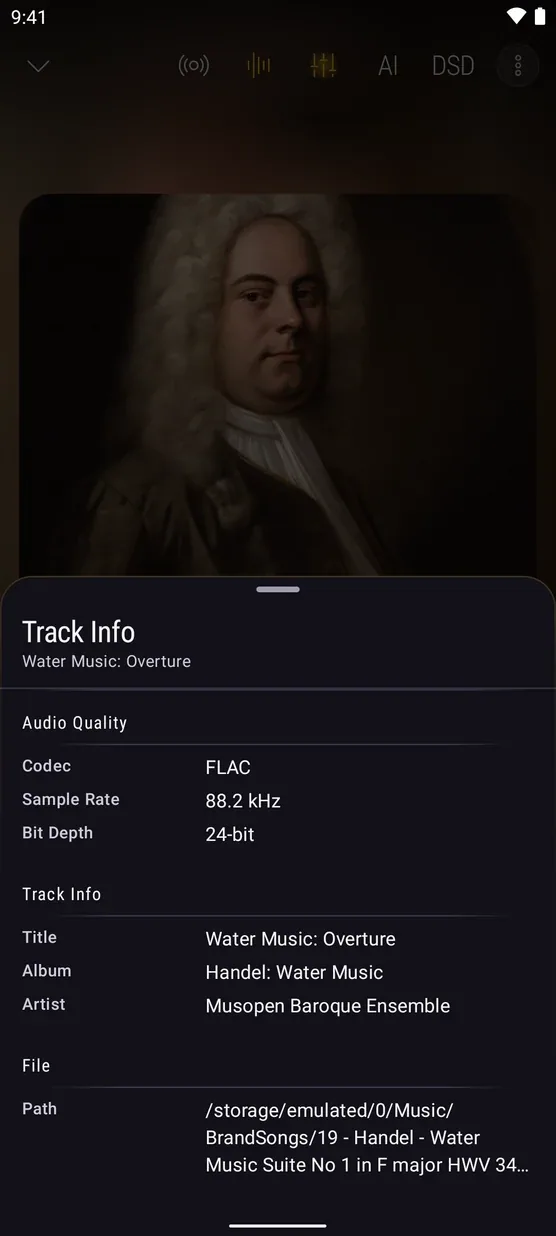 9:41
AI DSD
Track Info
Water Music: Overture
Audio Quality
Codec FLAC
Sample Rate 88.2 kHz
Bit Depth 24-bit
Track Info
Title Water Music: Overture
Album Handel: Water Music
Artist Musopen Baroque Ensemble
File
Path /storage/emulated/0/Music/
BrandSongs/19 - Handel - Water
Music Suite No 1 in F major HWV 34...